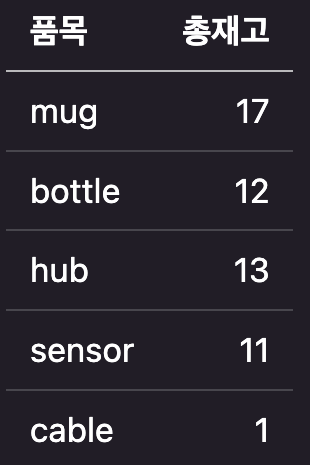 품목 총재고
mug 17
bottle 12
hub 13
sensor 11
cable 1